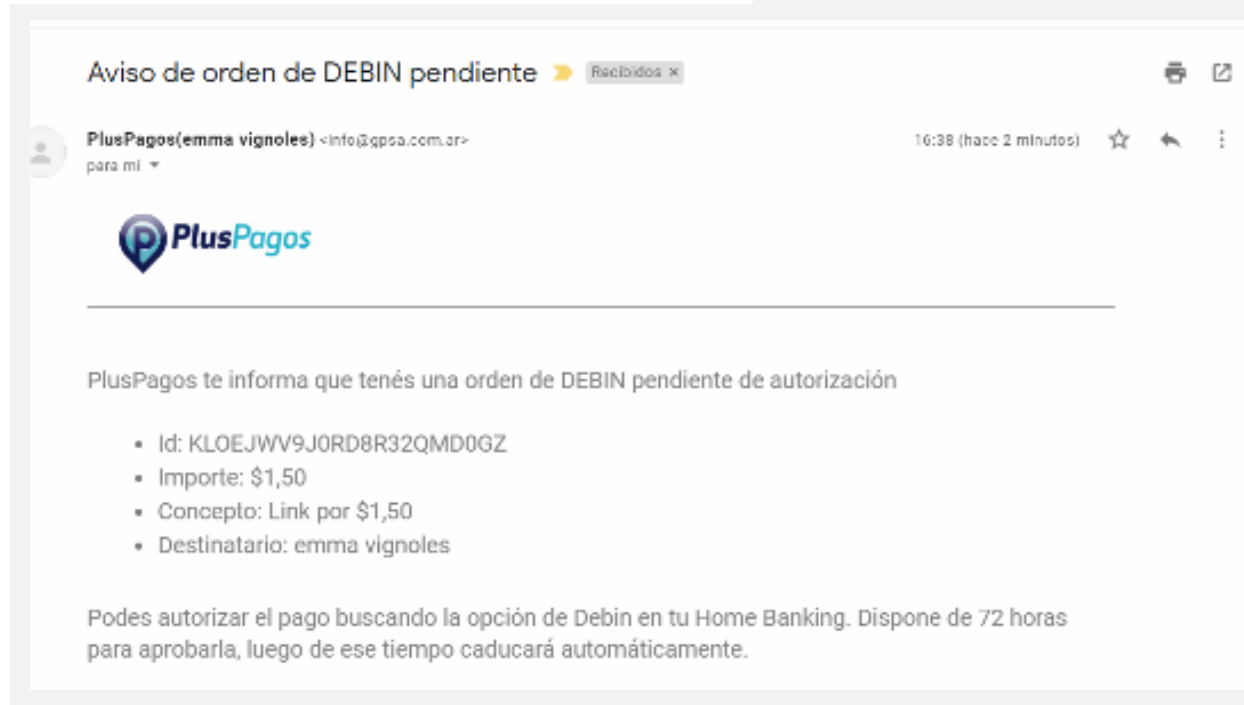 Aviso de orden de DEBIN pendiente Recibidos ×
PlusPagos(emma vignoles) <info@gpsa.com.ar> 16:38 (hace 2 minutos)
para mí
PlusPagos
PlusPagos te informa que tenés una orden de DEBIN pendiente de autorización
• Id: KLOEJWV9J0RD8R32QMD0GZ
• Importe: $1,50
• Concepto: Link por $1,50
• Destinatario: emma vignoles
Podes autorizar el pago buscando la opción de Debin en tu Home Banking. Dispone de 72 horas
para aprobarla, luego de ese tiempo caducará automáticamente.